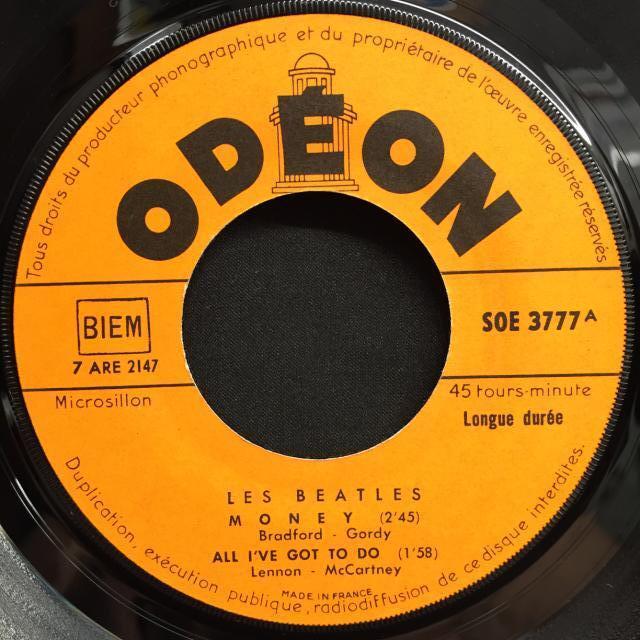 Tous droits du producteur phonographique et du propriétaire de l'œuvre enregistrée réservés
ODÉON
BIEM
7 ARE 2147
SOE 3777 A
Microsillon
45 tours-minute
Longue durée
LES BEATLES
MONEY (2'45)
Bradford - Gordy
ALL I'VE GOT TO DO (1'58)
Lennon - McCartney
MADE IN FRANCE
Duplication, exécution publique, radiodiffusion de ce disque interdites.